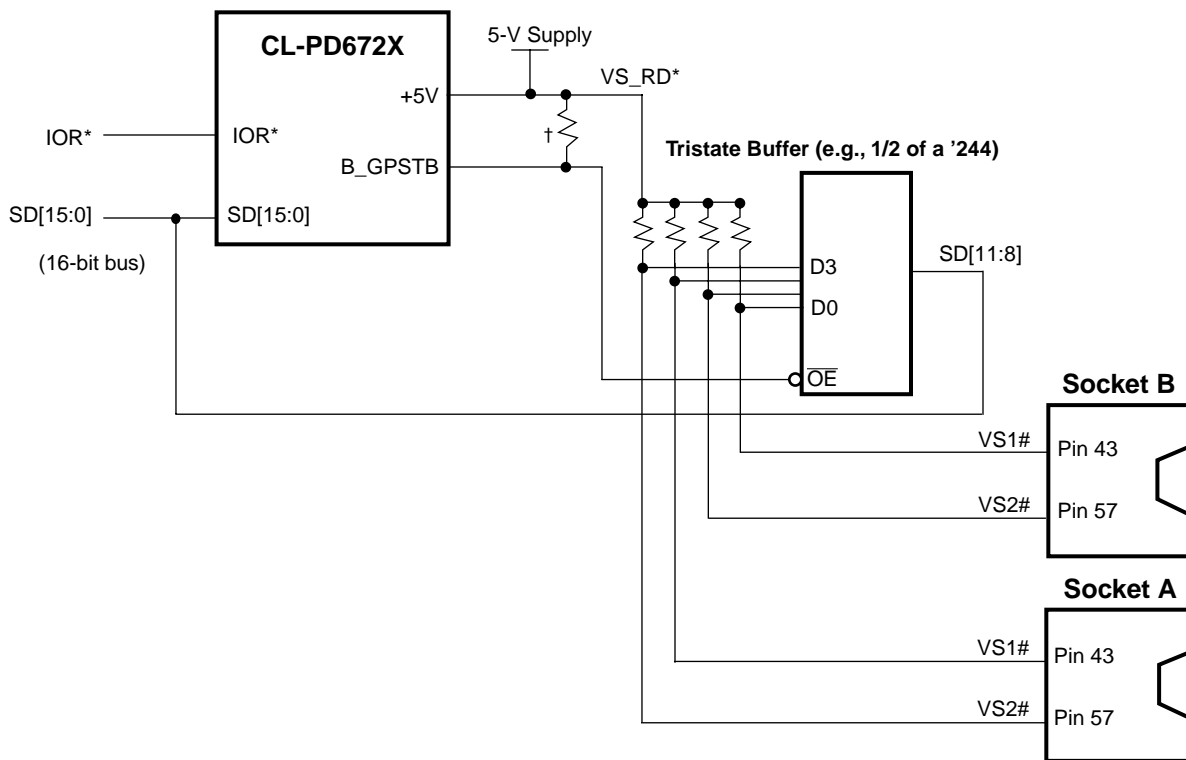 CL-PD672X
5-V Supply
VS_RD*
+5V
IOR*
IOR*
†
Tristate Buffer (e.g., 1/2 of a ’244)
B_GPSTB
SD[15:0]
SD[15:0]
(16-bit bus)
SD[11:8]
D3
D0
OE
Socket B
VS1#
Pin 43
VS2#
Pin 57
Socket A
VS1#
Pin 43
VS2#
Pin 57